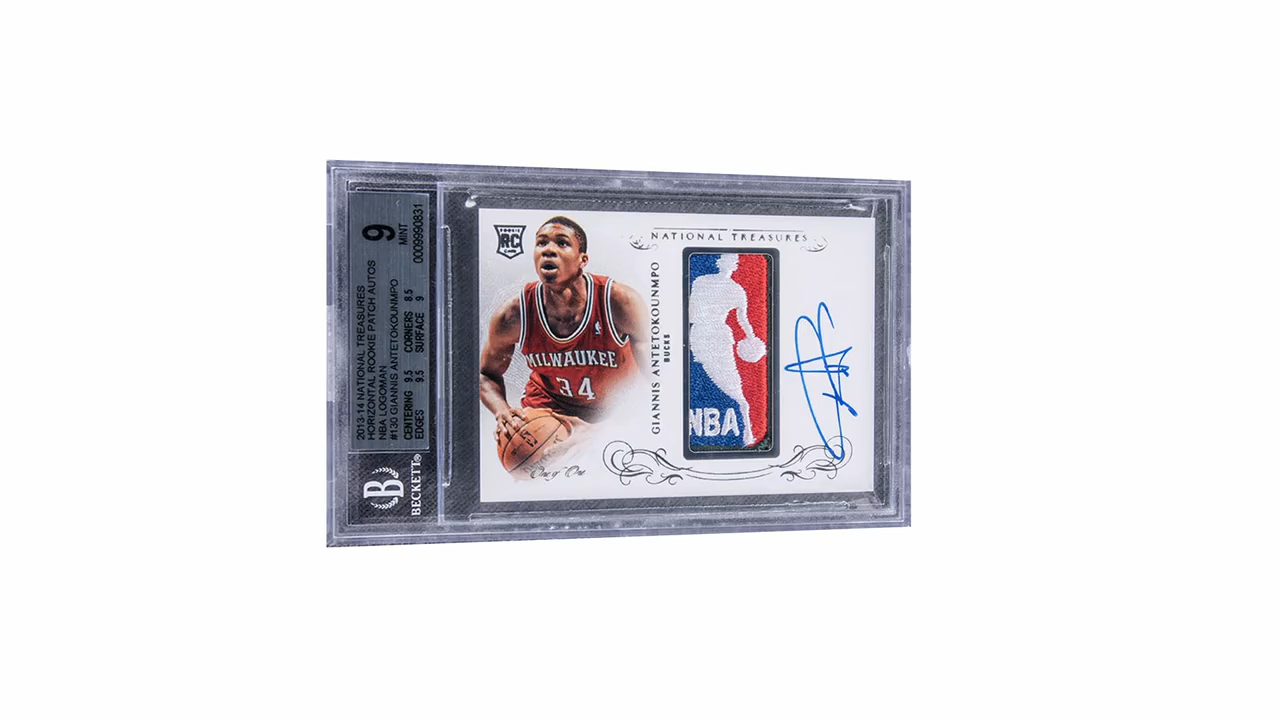 2013-14 NATIONAL TREASURES
HORIZONTAL ROOKIE PATCH AUTOS
NBA LOGOMAN
#130 GIANNIS ANTETOKOUNMPO
CENTERING 9.5 CORNERS 8.5
EDGES 9.5 SURFACE 9
9
MINT
0009990831
B
BECKETT®
ROOKIE
RC
NATIONAL TREASURES
GIANNIS ANTETOKOUNMPO
BUCKS
MILWAUKEE
34
One of One
NBA